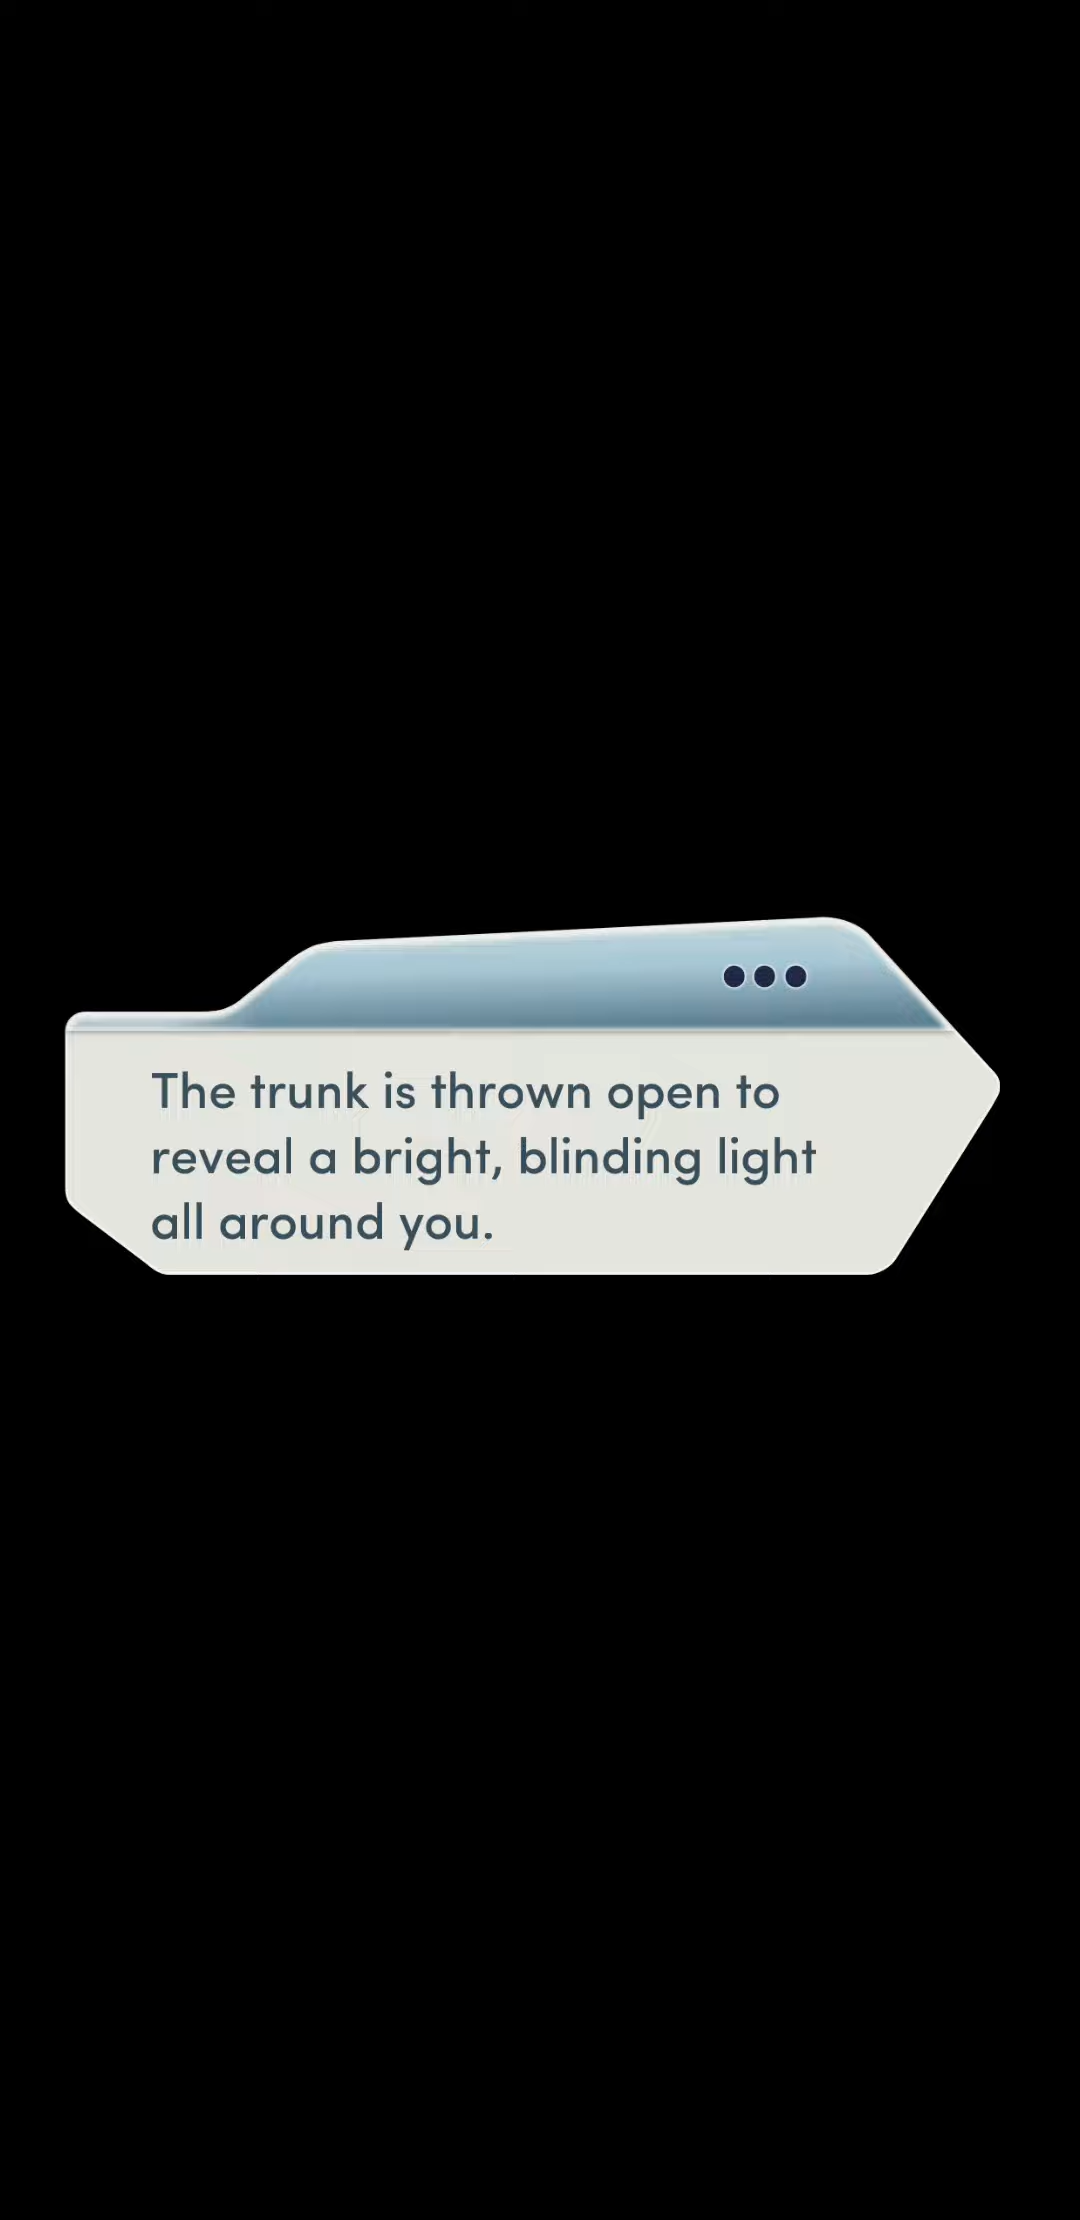 The trunk is thrown open to
reveal a bright, blinding light
all around you.